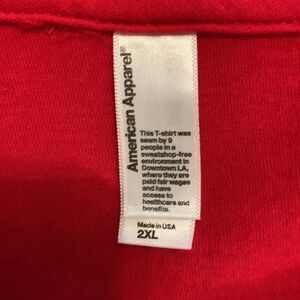 American Apparel®
This T-shirt was
sewn by 9
people in a
sweatshop-free
environment in
Downtown LA,
where they are
paid fair wages
and have
access to
healthcare and
benefits.
Made in USA
2XL